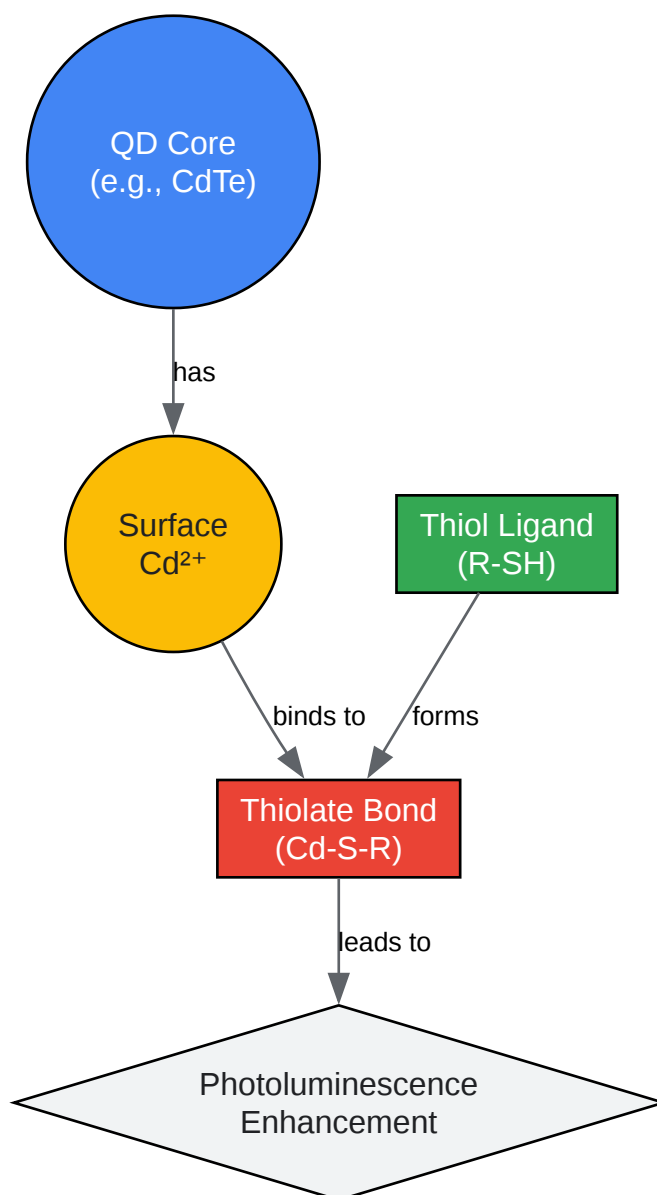 QD Core
(e.g., CdTe)
has
Surface
Cd²⁺
Thiol Ligand
(R-SH)
binds to
forms
Thiolate Bond
(Cd-S-R)
leads to
Photoluminescence
Enhancement